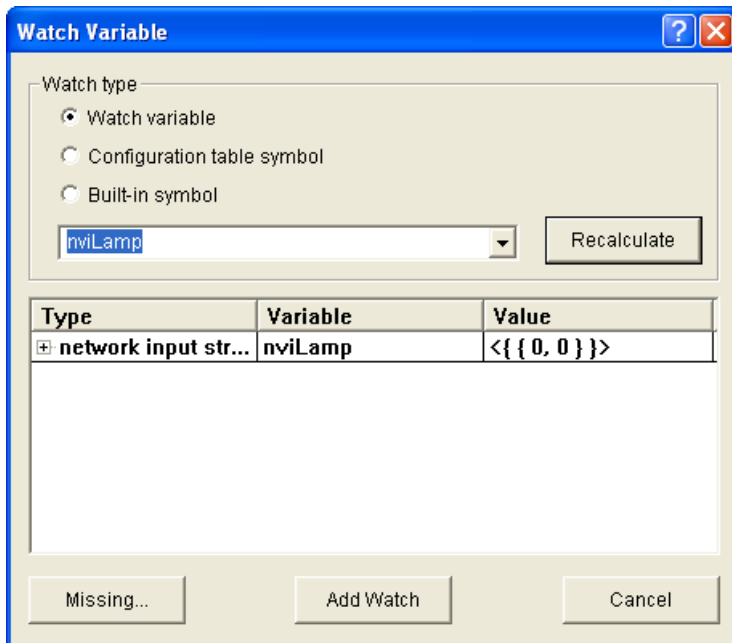 Watch Variable
Watch type
Watch variable
Configuration table symbol
Built-in symbol
nviLamp Recalculate
Type Variable Value
network input str... nviLamp <{ { 0, 0 } }>
Missing... Add Watch Cancel